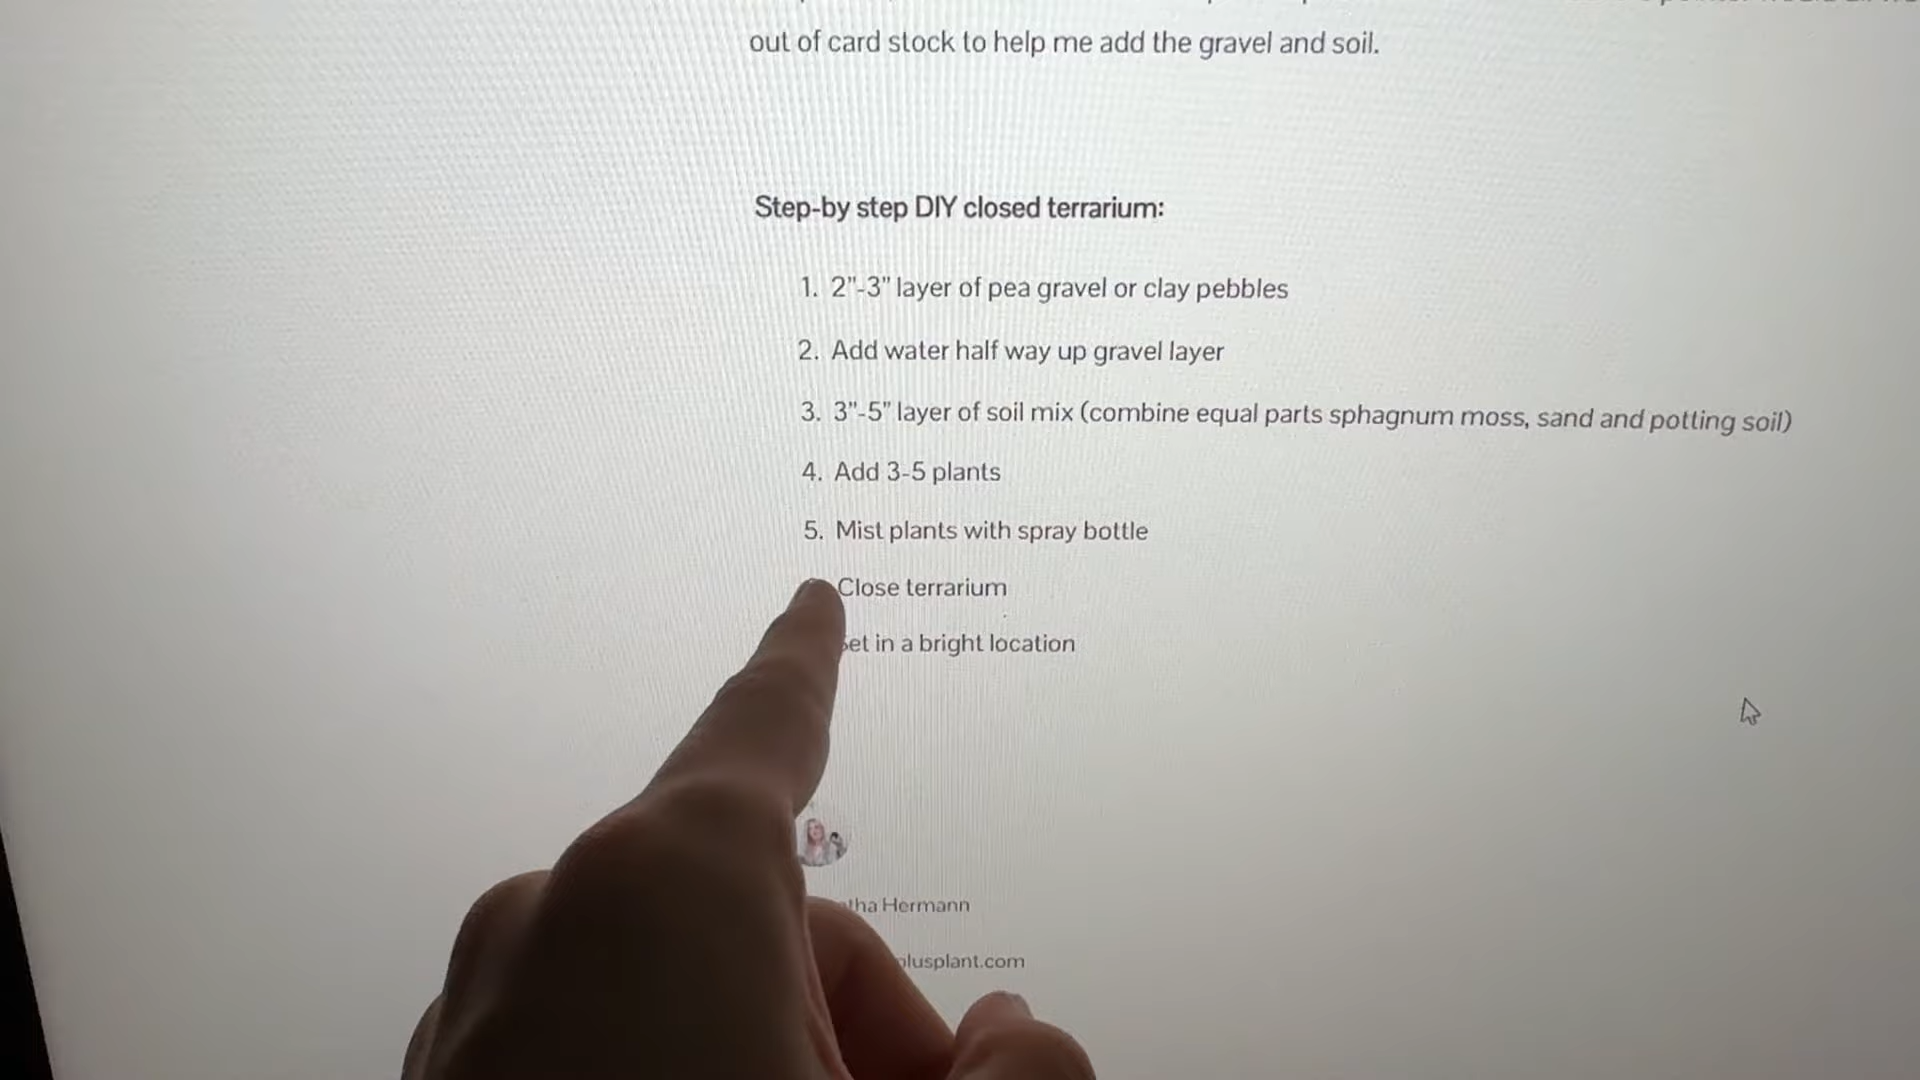 out of card stock to help me add the gravel and soil.
Step-by step DIY closed terrarium:
1. 2"-3" layer of pea gravel or clay pebbles
2. Add water half way up gravel layer
3. 3"-5" layer of soil mix (combine equal parts sphagnum moss, sand and potting soil)
4. Add 3-5 plants
5. Mist plants with spray bottle
Close terrarium
et in a bright location
tha Hermann
plusplant.com